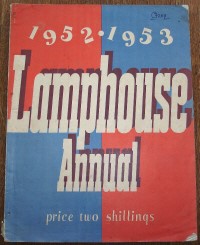 1952·1953
Lamphouse
Annual
price two shillings